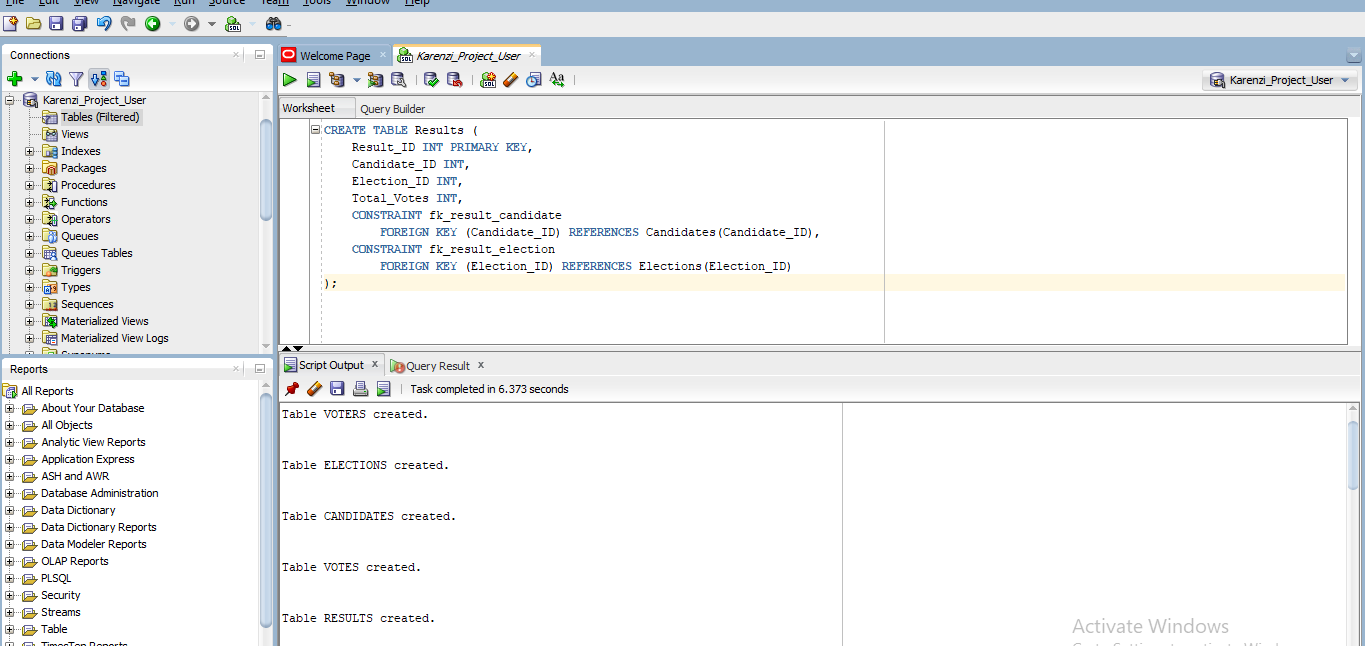 File Edit View Navigate Run Source Team Tools Window Help
Connections
Karenzi_Project_User
Tables (Filtered)
Views
Indexes
Packages
Procedures
Functions
Operators
Queues
Queues Tables
Triggers
Types
Sequences
Materialized Views
Materialized View Logs
Synonyms
Reports
All Reports
About Your Database
All Objects
Analytic View Reports
Application Express
ASH and AWR
Database Administration
Data Dictionary
Data Dictionary Reports
Data Modeler Reports
OLAP Reports
PLSQL
Security
Streams
Table
TimesTen Reports
Welcome Page
Karenzi_Project_User
Karenzi_Project_User
Worksheet Query Builder
CREATE TABLE Results (
Result_ID INT PRIMARY KEY,
Candidate_ID INT,
Election_ID INT,
Total_Votes INT,
CONSTRAINT fk_result_candidate
FOREIGN KEY (Candidate_ID) REFERENCES Candidates(Candidate_ID),
CONSTRAINT fk_result_election
FOREIGN KEY (Election_ID) REFERENCES Elections(Election_ID)
);
Script Output x Query Result x
Task completed in 6.373 seconds
Table VOTERS created.
Table ELECTIONS created.
Table CANDIDATES created.
Table VOTES created.
Table RESULTS created.
Activate Windows